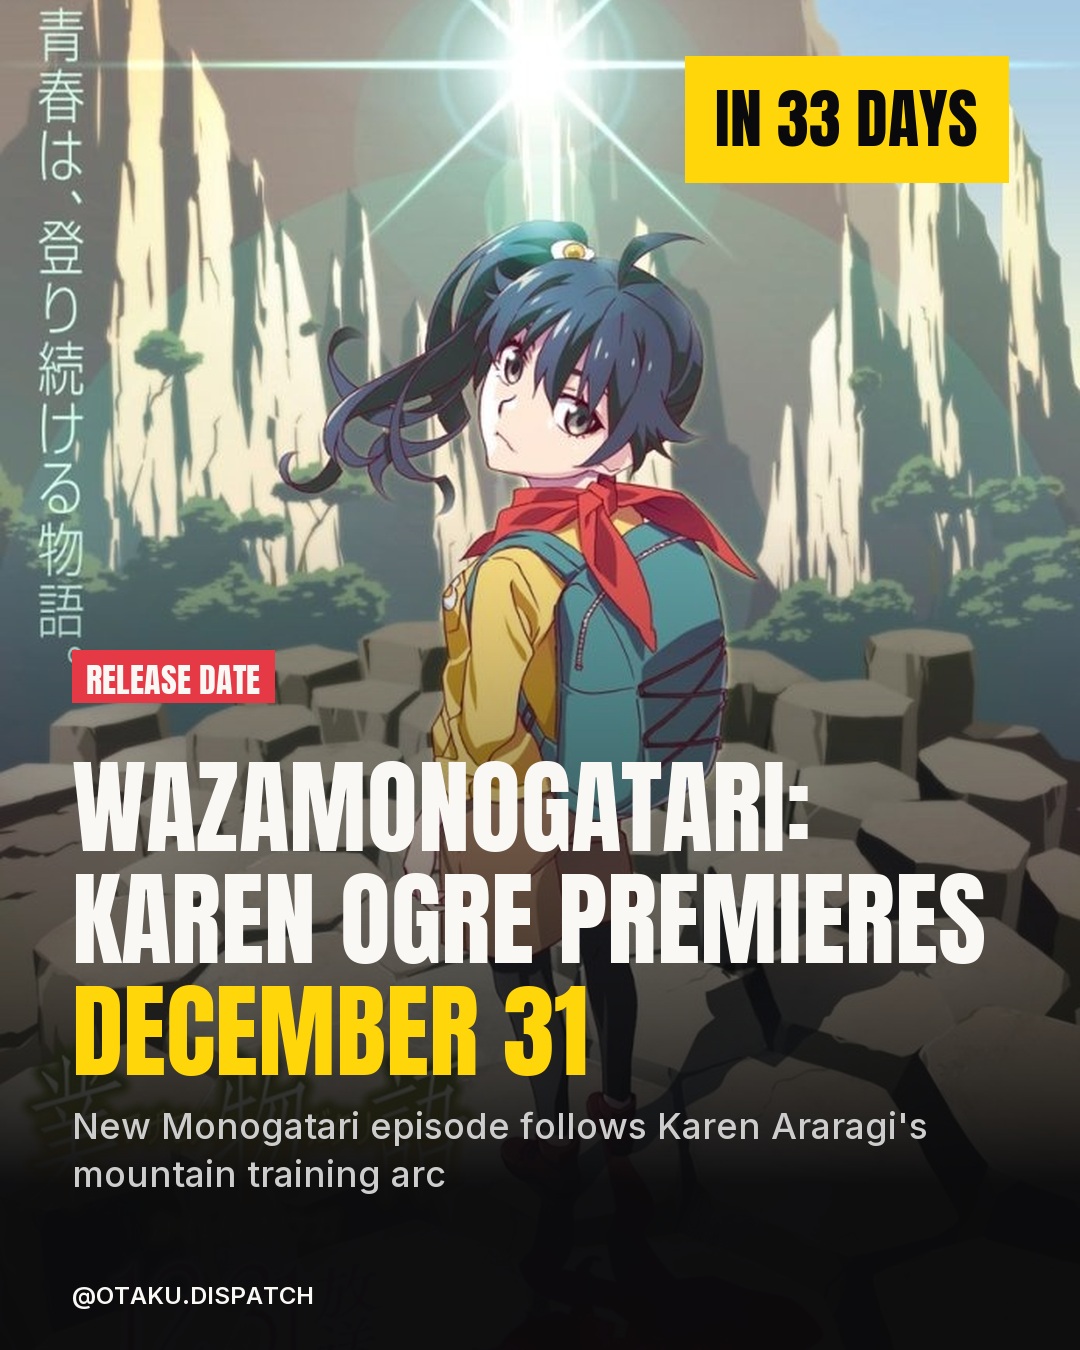 青春は、登り続ける物語。
IN 33 DAYS
RELEASE DATE
WAZAMONOGATARI:
KAREN OGRE PREMIERES
DECEMBER 31
New Monogatari episode follows Karen Araragi's
mountain training arc
@OTAKU.DISPATCH